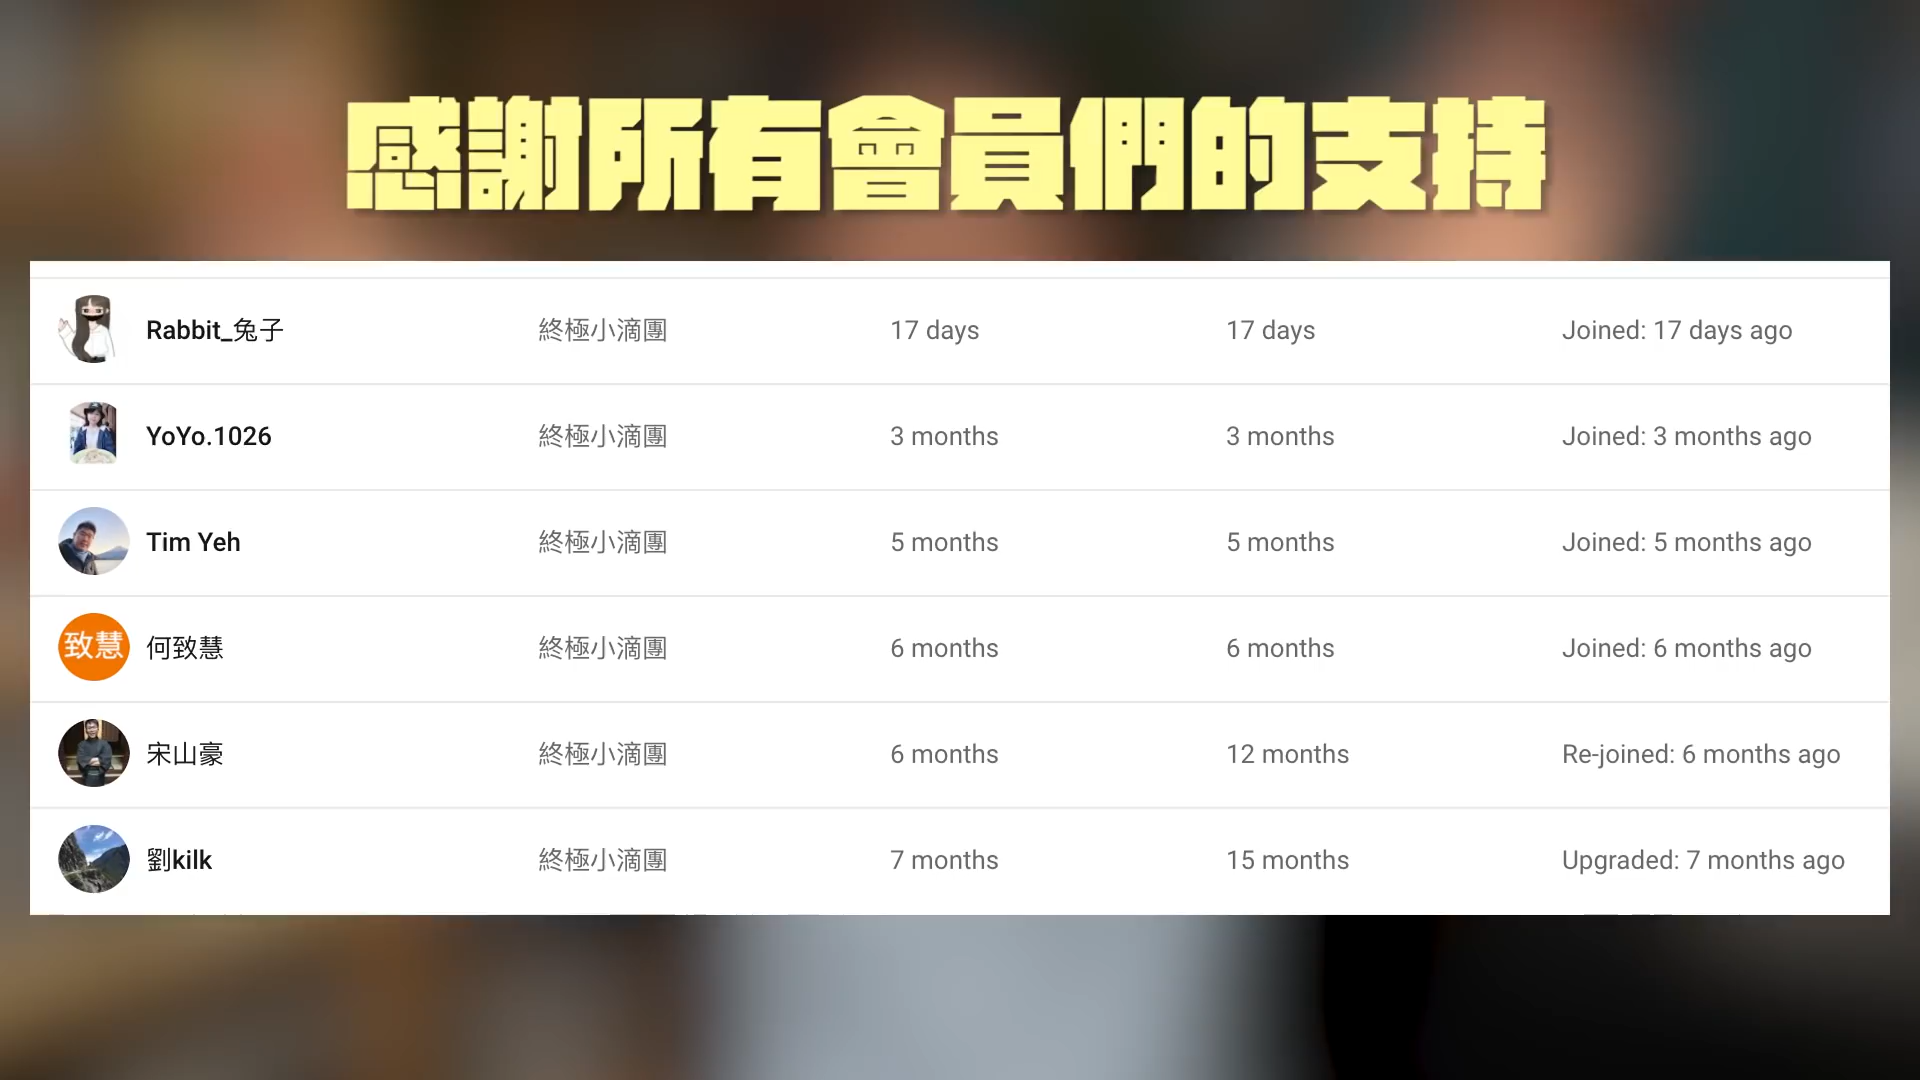 感謝所有會員們的支持
Rabbit_兔子 終極小滴團 17 days 17 days Joined: 17 days ago
YoYo.1026 終極小滴團 3 months 3 months Joined: 3 months ago
Tim Yeh 終極小滴團 5 months 5 months Joined: 5 months ago
致慧 何致慧 終極小滴團 6 months 6 months Joined: 6 months ago
宋山豪 終極小滴團 6 months 12 months Re-joined: 6 months ago
劉kilk 終極小滴團 7 months 15 months Upgraded: 7 months ago